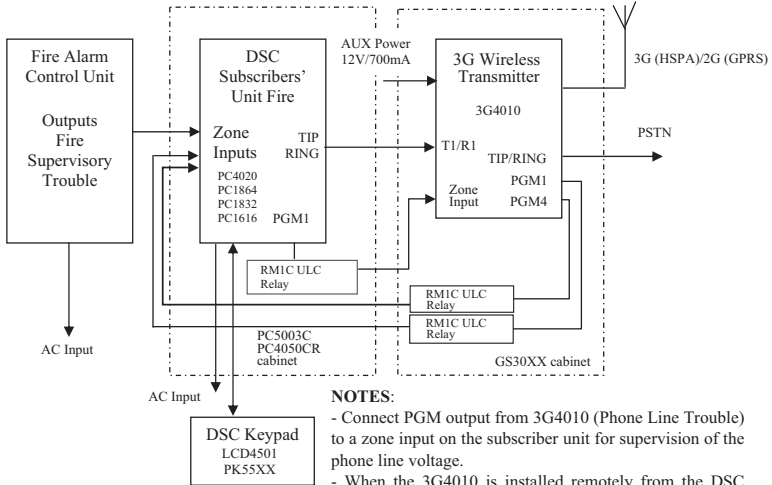 Fire Alarm
Control Unit
Outputs
Fire
Supervisory
Trouble
AC Input
DSC
Subscribers'
Unit Fire
Zone
Inputs
TIP
RING
PC4020
PC1864
PC1832
PC1616
PGM1
RM1C ULC
Relay
PC5003C
PC4050CR
cabinet
AC Input
DSC Keypad
LCD4501
PK55XX
AUX Power
12V/700mA
3G Wireless
Transmitter
3G4010
T1/R1
TIP/RING
PGM1
Zone
Input
PGM4
RM1C ULC
Relay
RM1C ULC
Relay
GS30XX cabinet
3G (HSPA)/2G (GPRS)
PSTN
NOTES:
- Connect PGM output from 3G4010 (Phone Line Trouble)
to a zone input on the subscriber unit for supervision of the
phone line voltage.
- When the 3G4010 is installed remotely from the DSC